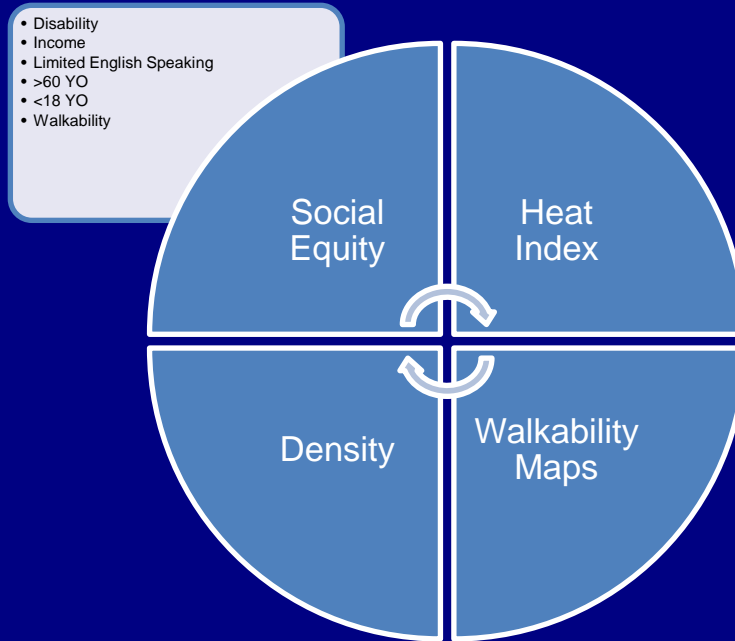 • Disability
• Income
• Limited English Speaking
• >60 YO
• <18 YO
• Walkability
Social
Equity
Heat
Index
Density
Walkability
Maps